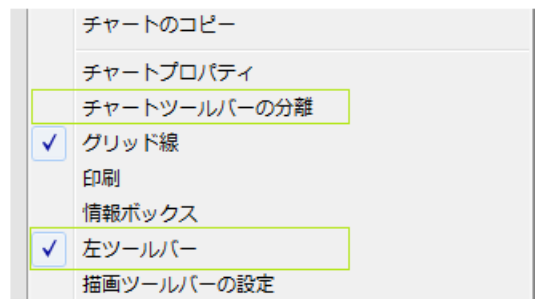 チャートのコピー
チャートプロパティ
チャートツールバーの分離
グリッド線
印刷
情報ボックス
左ツールバー
描画ツールバーの設定